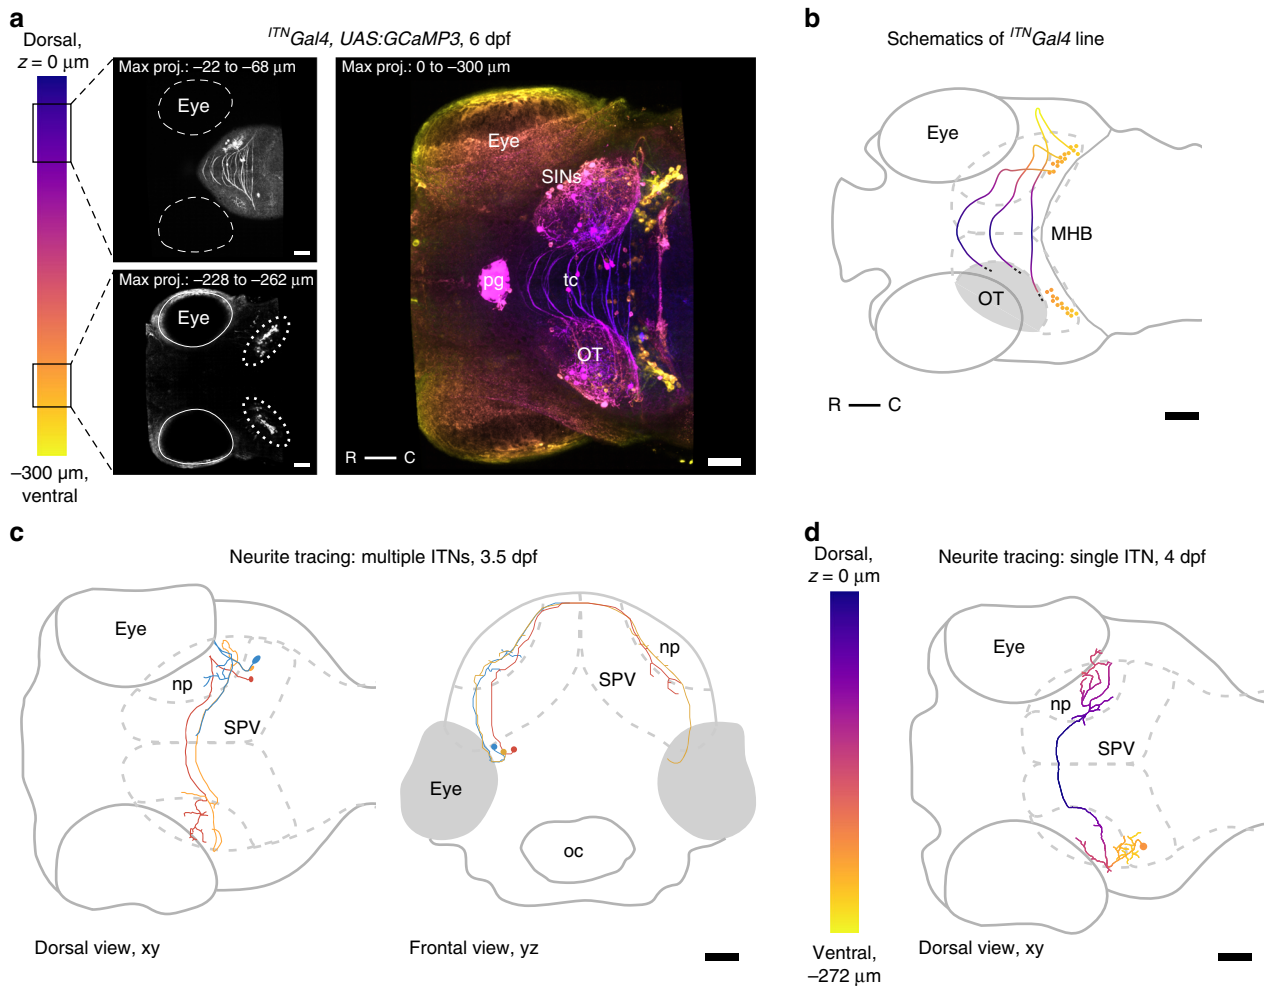 a
ᴵᵀᴺGal4, UAS:GCaMP3, 6 dpf
Dorsal,
z = 0 μm
–300 μm,
ventral
Max proj.: –22 to –68 μm
Eye
Max proj.: –228 to –262 μm
Eye
Max proj.: 0 to –300 μm
Eye
SINs
pg
tc
OT
R — C
b
Schematics of ᴵᵀᴺGal4 line
Eye
MHB
OT
R — C
c
Neurite tracing: multiple ITNs, 3.5 dpf
Eye
np
SPV
Dorsal view, xy
np
SPV
Eye
oc
Frontal view, yz
d
Neurite tracing: single ITN, 4 dpf
Dorsal,
z = 0 μm
Ventral,
–272 μm
Eye
np
SPV
Dorsal view, xy